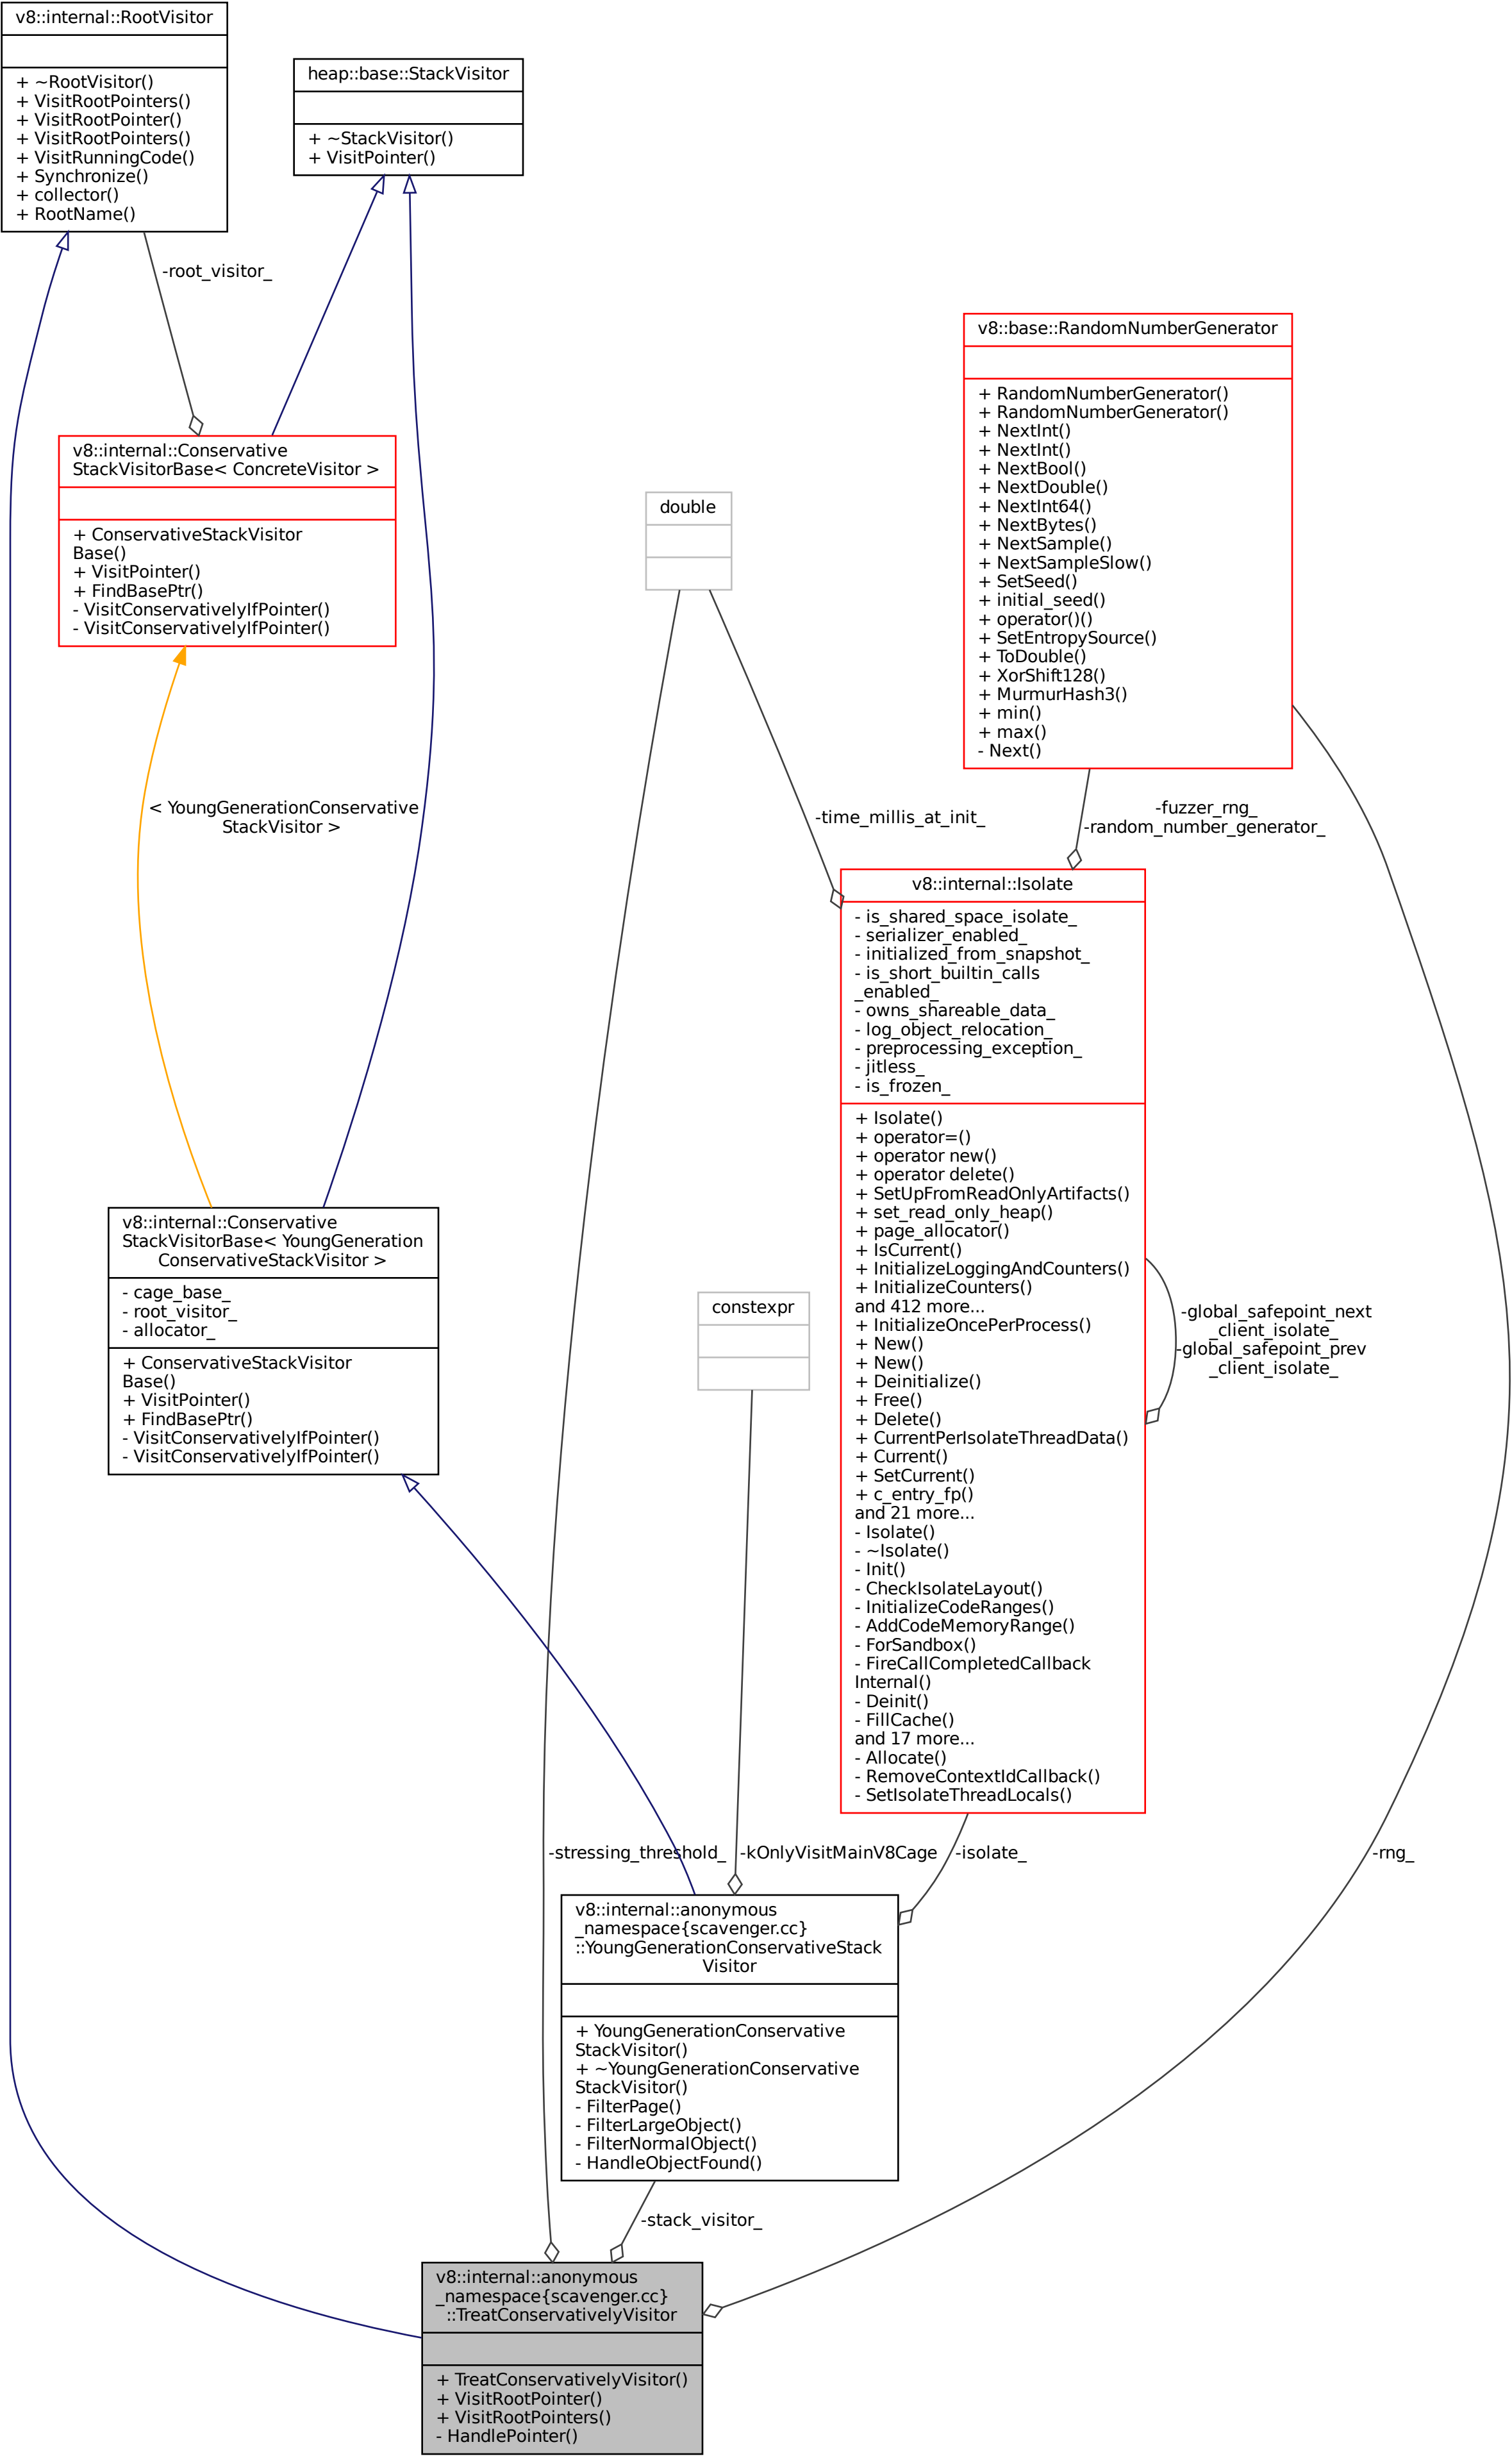 v8::internal::RootVisitor
+ ~RootVisitor()
+ VisitRootPointers()
+ VisitRootPointer()
+ VisitRootPointers()
+ VisitRunningCode()
+ Synchronize()
+ collector()
+ RootName()
heap::base::StackVisitor
+ ~StackVisitor()
+ VisitPointer()
-root_visitor_
v8::base::RandomNumberGenerator
+ RandomNumberGenerator()
+ RandomNumberGenerator()
+ NextInt()
+ NextInt()
+ NextBool()
+ NextDouble()
+ NextInt64()
+ NextBytes()
+ NextSample()
+ NextSampleSlow()
+ SetSeed()
+ initial_seed()
+ operator()()
+ SetEntropySource()
+ ToDouble()
+ XorShift128()
+ MurmurHash3()
+ min()
+ max()
- Next()
v8::internal::Conservative
StackVisitorBase< ConcreteVisitor >
+ ConservativeStackVisitor
Base()
+ VisitPointer()
+ FindBasePtr()
- VisitConservativelyIfPointer()
- VisitConservativelyIfPointer()
double
< YoungGenerationConservative
StackVisitor >
-time_millis_at_init_
-fuzzer_rng_
-random_number_generator_
v8::internal::Isolate
- is_shared_space_isolate_
- serializer_enabled_
- initialized_from_snapshot_
- is_short_builtin_calls
_enabled_
- owns_shareable_data_
- log_object_relocation_
- preprocessing_exception_
- jitless_
- is_frozen_
+ Isolate()
+ operator=()
+ operator new()
+ operator delete()
+ SetUpFromReadOnlyArtifacts()
+ set_read_only_heap()
+ page_allocator()
+ IsCurrent()
+ InitializeLoggingAndCounters()
+ InitializeCounters()
and 412 more...
+ InitializeOncePerProcess()
+ New()
+ New()
+ Deinitialize()
+ Free()
+ Delete()
+ CurrentPerIsolateThreadData()
+ Current()
+ SetCurrent()
+ c_entry_fp()
and 21 more...
- Isolate()
- ~Isolate()
- Init()
- CheckIsolateLayout()
- InitializeCodeRanges()
- AddCodeMemoryRange()
- ForSandbox()
- FireCallCompletedCallback
Internal()
- Deinit()
- FillCache()
and 17 more...
- Allocate()
- RemoveContextIdCallback()
- SetIsolateThreadLocals()
-global_safepoint_next
_client_isolate_
-global_safepoint_prev
_client_isolate_
v8::internal::Conservative
StackVisitorBase< YoungGeneration
ConservativeStackVisitor >
- cage_base_
- root_visitor_
- allocator_
+ ConservativeStackVisitor
Base()
+ VisitPointer()
+ FindBasePtr()
- VisitConservativelyIfPointer()
- VisitConservativelyIfPointer()
constexpr
-stressing_threshold_
-kOnlyVisitMainV8Cage
-isolate_
-rng_
v8::internal::anonymous
_namespace{scavenger.cc}
::YoungGenerationConservativeStack
Visitor
+ YoungGenerationConservative
StackVisitor()
+ ~YoungGenerationConservative
StackVisitor()
- FilterPage()
- FilterLargeObject()
- FilterNormalObject()
- HandleObjectFound()
-stack_visitor_
v8::internal::anonymous
_namespace{scavenger.cc}
::TreatConservativelyVisitor
+ TreatConservativelyVisitor()
+ VisitRootPointer()
+ VisitRootPointers()
- HandlePointer()